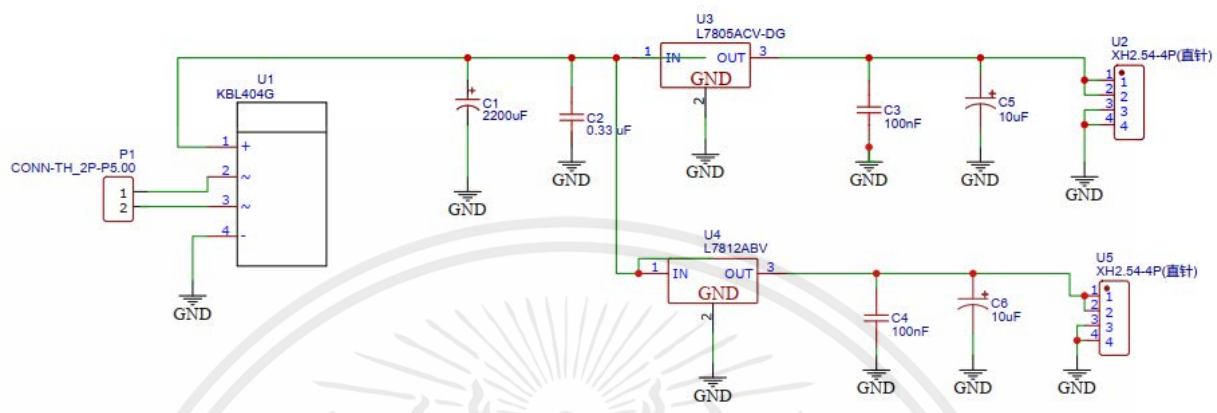 U3
L7805ACV-DG
1 IN OUT 3
GND
2
GND
U2
XH2.54-4P(直针)
1 1
2 2
3 3
4 4
GND
U1
KBL404G
1 +
2 ~
3 ~
4 -
GND
P1
CONN-TH_2P-P5.00
1
2
C1
2200uF
+
GND
C2
0.33 uF
GND
C3
100nF
GND
C5
10uF
+
GND
U4
L7812ABV
1 IN OUT 3
GND
2
GND
C4
100nF
GND
C6
10uF
+
GND
U5
XH2.54-4P(直针)
1 1
2 2
3 3
4 4
GND